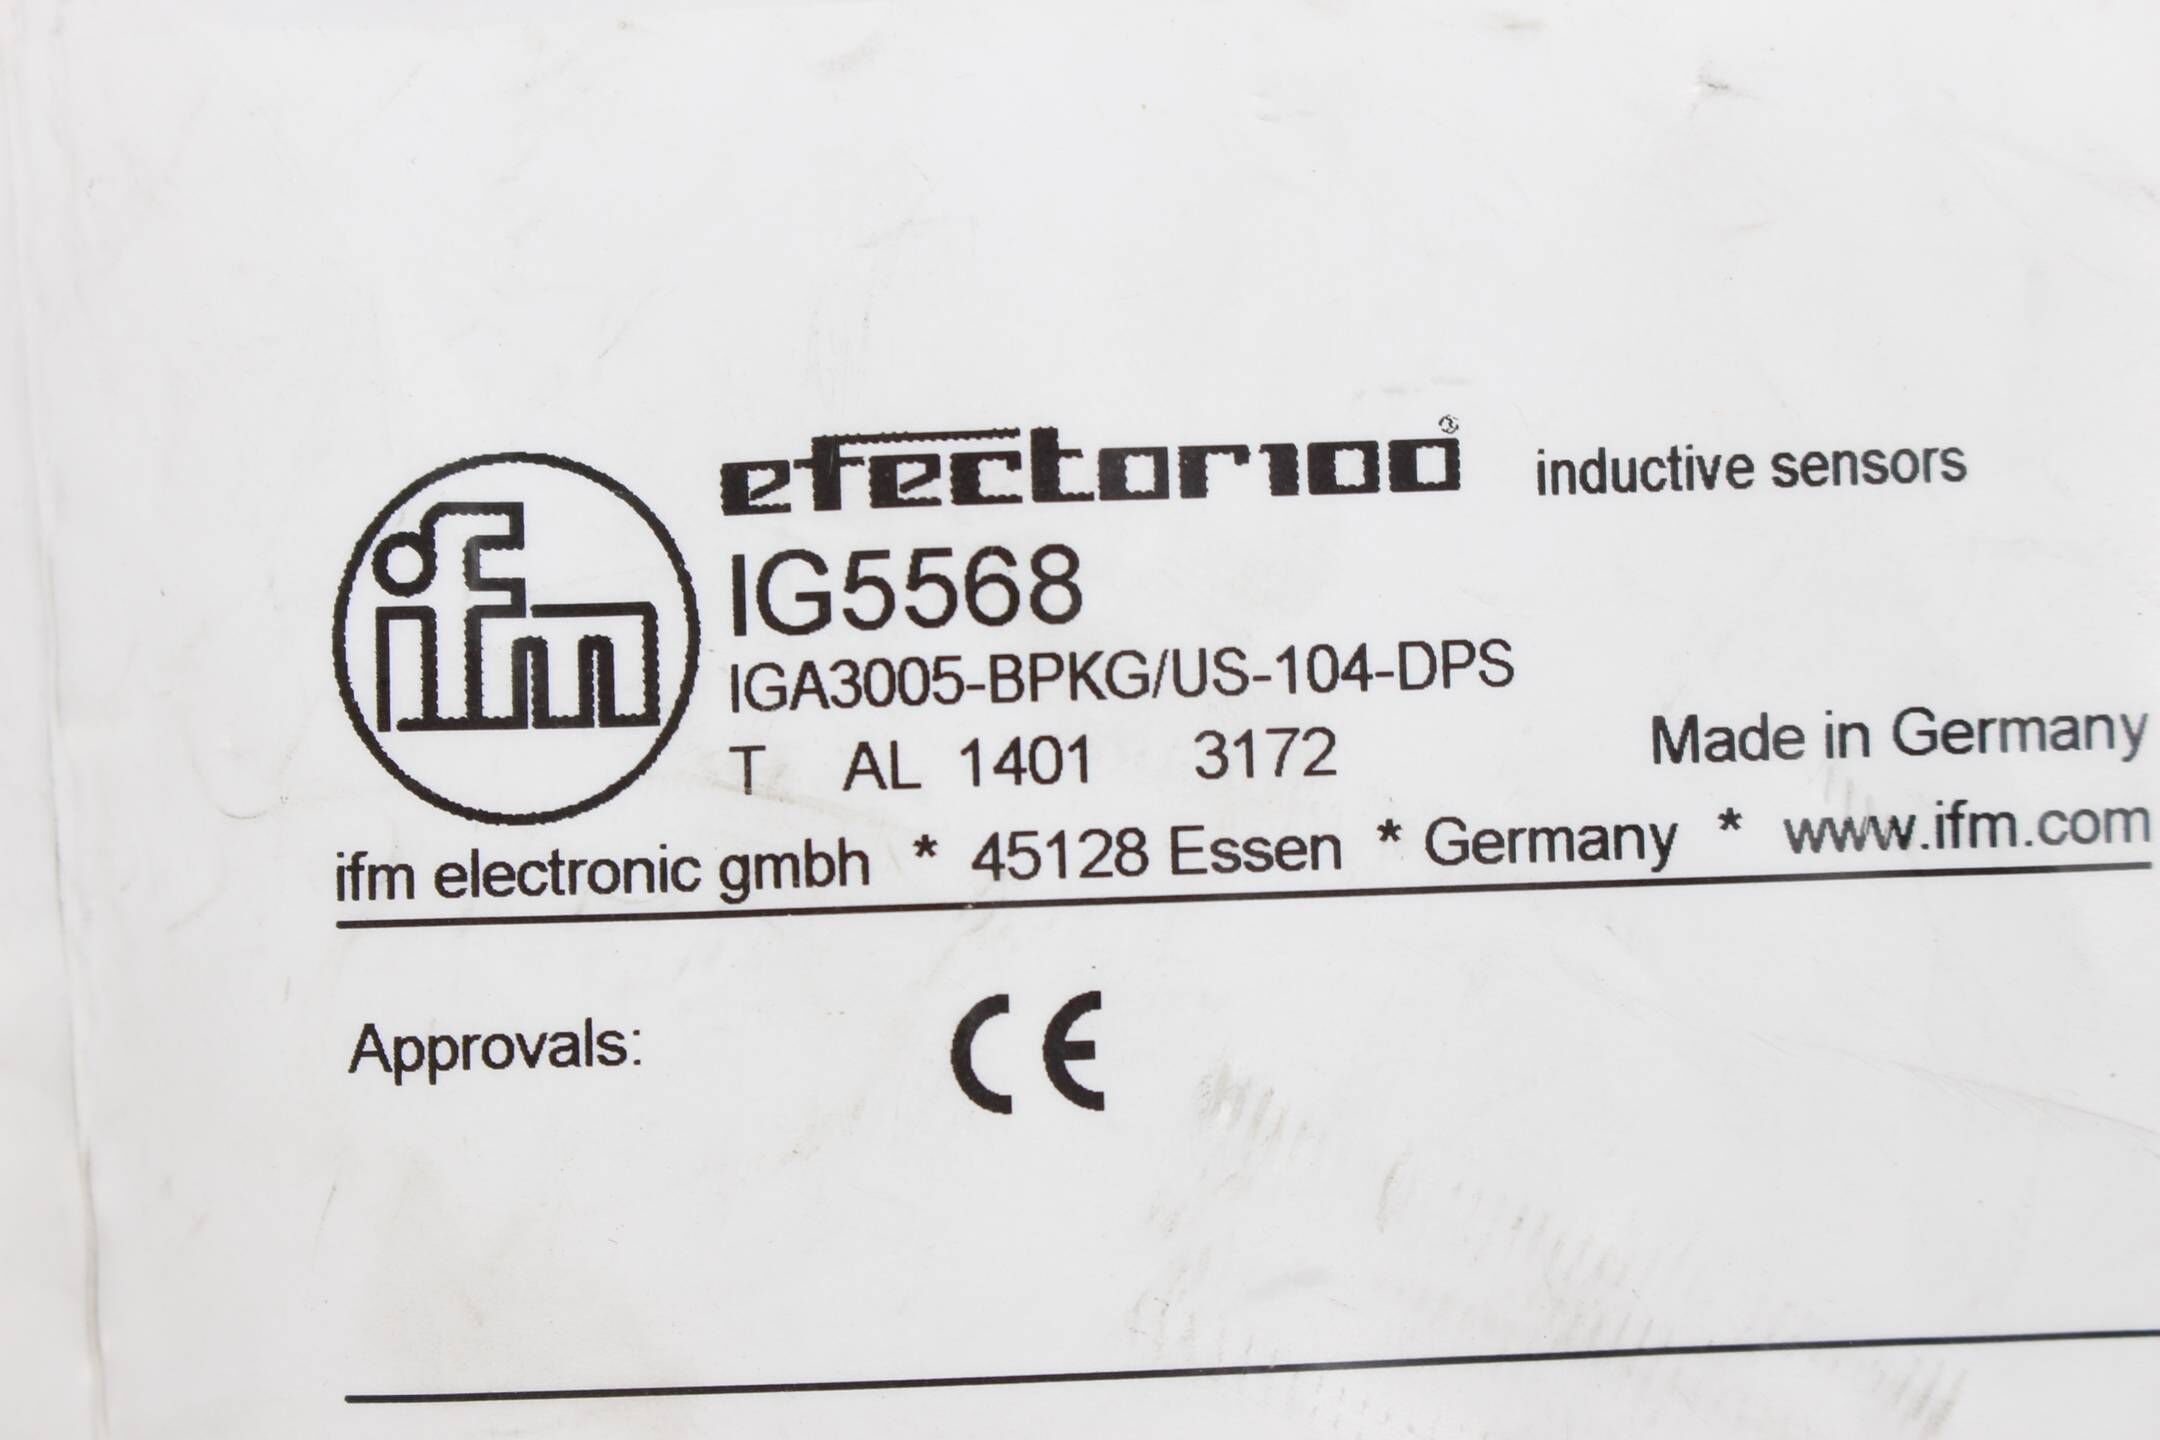 efector100® inductive sensors
ifm
IG5568
IGA3005-BPKG/US-104-DPS
T AL 1401 3172 Made in Germany
ifm electronic gmbh * 45128 Essen * Germany * www.ifm.com
Approvals: CE